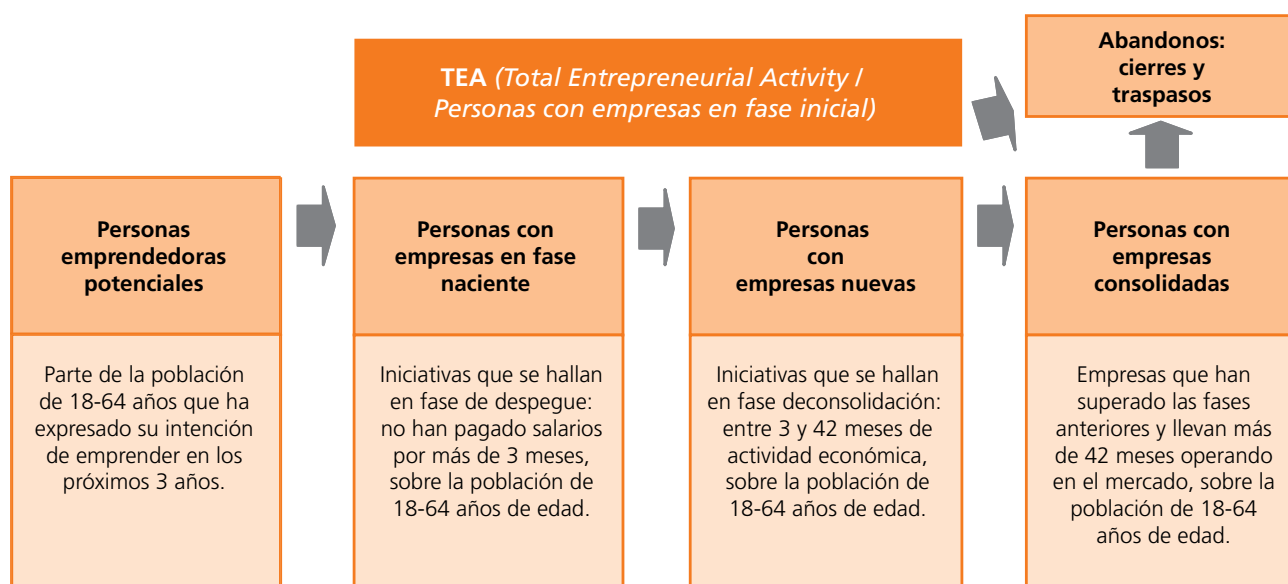 TEA (Total Entrepreneurial Activity /
Personas con empresas en fase inicial)
Abandonos:
cierres y
traspasos
Personas
emprendedoras
potenciales
Parte de la población
de 18-64 años que ha
expresado su intención
de emprender en los
próximos 3 años.
Personas con
empresas en fase
naciente
Iniciativas que se hallan
en fase de despegue:
no han pagado salarios
por más de 3 meses,
sobre la población de
18-64 años de edad.
Personas
con
empresas nuevas
Iniciativas que se hallan
en fase deconsolidación:
entre 3 y 42 meses de
actividad económica,
sobre la población de
18-64 años de edad.
Personas con
empresas
consolidadas
Empresas que han
superado las fases
anteriores y llevan más
de 42 meses operando
en el mercado, sobre la
población de 18-64
años de edad.